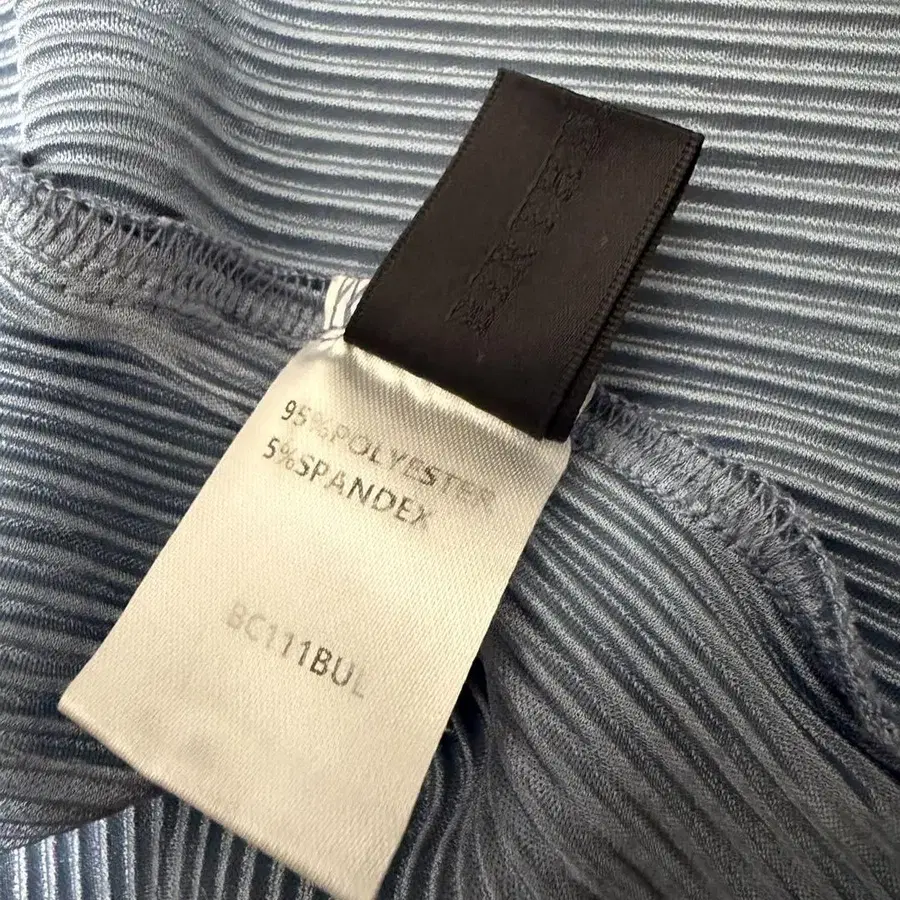 95%POLYESTER
5%SPANDEX
BC111BUL